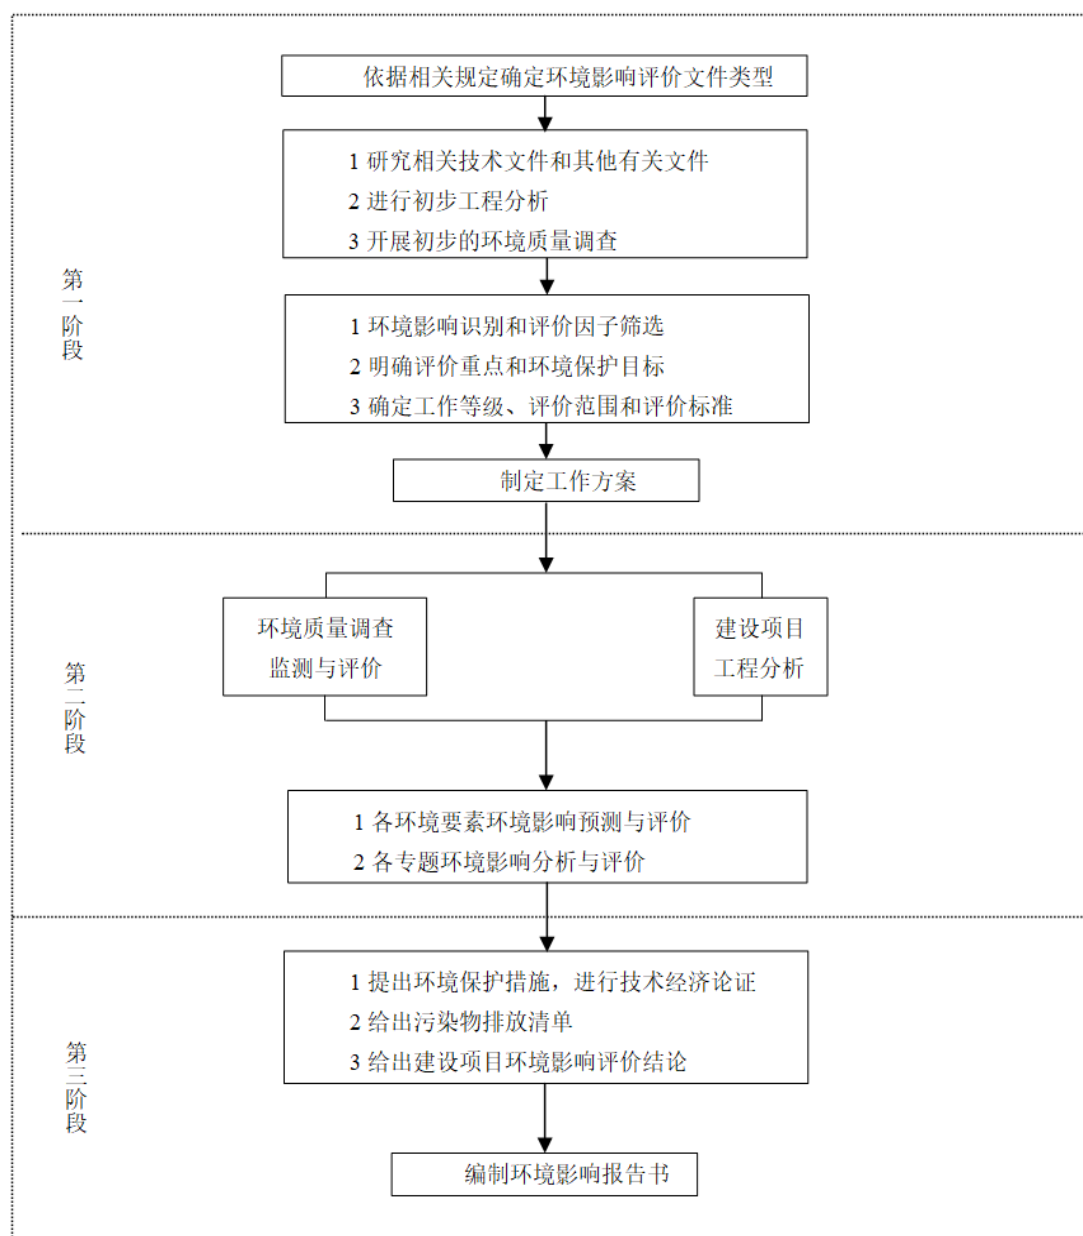 依据相关规定确定环境影响评价文件类型
1 研究相关技术文件和其他有关文件
2 进行初步工程分析
3 开展初步的环境质量调查
第一阶段
1 环境影响识别和评价因子筛选
2 明确评价重点和环境保护目标
3 确定工作等级、评价范围和评价标准
制定工作方案
第二阶段
环境质量调查
监测与评价
建设项目
工程分析
1 各环境要素环境影响预测与评价
2 各专题环境影响分析与评价
第三阶段
1 提出环境保护措施，进行技术经济论证
2 给出污染物排放清单
3 给出建设项目环境影响评价结论
编制环境影响报告书